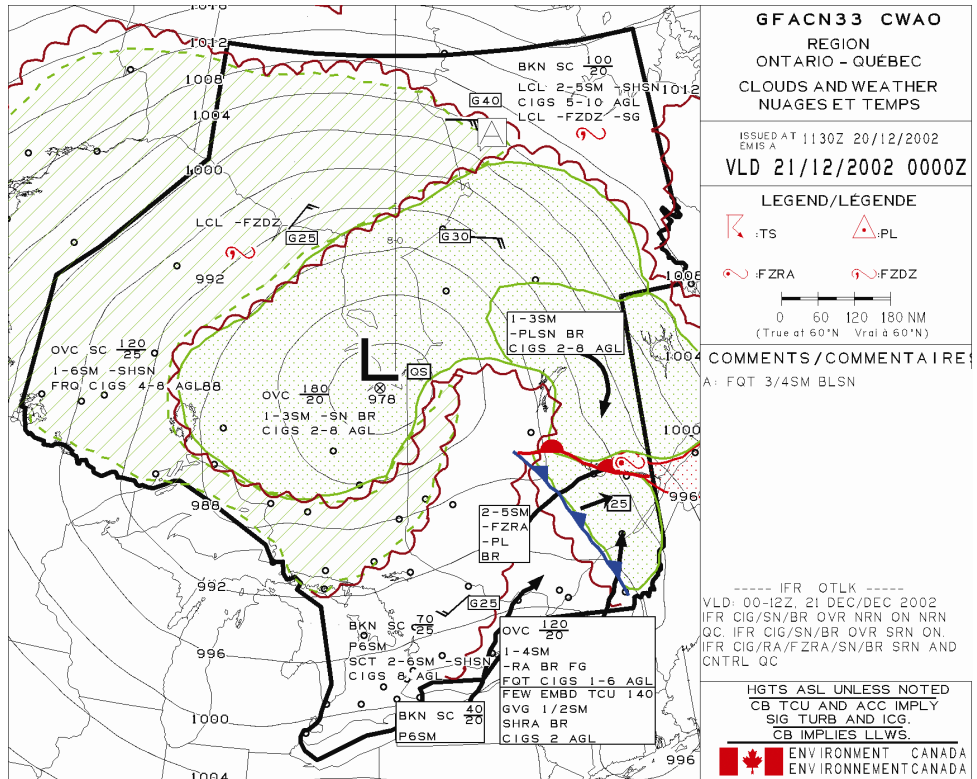 1016
1012
1008
1004
1000
992
988
992
996
1000
1004
BKN SC 100/20
LCL 2-5SM -SHSN
CIGS 5-10 AGL
LCL -FZDZ -SG
1012
G40
LCL -FZDZ
G25
G30
8-0
1008
1-3SM
-PLSN BR
CIGS 2-8 AGL
1004
OVC SC 120/25
1-6SM -SHSN
FRQ CIGS 4-8 AGL88
QS
L
978
OVC 180/20
1-3SM -SN BR
CIGS 2-8 AGL
1000
996
25
2-5SM
-FZRA
-PL
BR
G25
BKN SC 70/25
P6SM
SCT 2-6SM -SHSN
CIGS 8 AGL
OVC 120/20
1-4SM
-RA BR FG
FQT CIGS 1-6 AGL
FEW EMBD TCU 140
GVG 1/2SM
SHRA BR
CIGS 2 AGL
BKN SC 40/20
P6SM
996
GFACN33 CWAO
REGION
ONTARIO - QUÉBEC
CLOUDS AND WEATHER
NUAGES ET TEMPS
ISSUED AT 1130Z 20/12/2002
EMIS A
VLD 21/12/2002 0000Z
LEGEND/LÉGENDE
:TS :PL
:FZRA :FZDZ
0 60 120 180 NM
(True at 60°N Vrai à 60°N)
COMMENTS/COMMENTAIRES
A: FQT 3/4SM BLSN
----- IFR OTLK -----
VLD: 00-12Z, 21 DEC/DEC 2002
IFR CIG/SN/BR OVR NRN ON NRN
QC. IFR CIG/SN/BR OVR SRN ON.
IFR CIG/RA/FZRA/SN/BR SRN AND
CNTRL QC
HGTS ASL UNLESS NOTED
CB TCU AND ACC IMPLY
SIG TURB AND ICG.
CB IMPLIES LLWS.
ENVIRONMENT CANADA
ENVIRONNEMENT CANADA